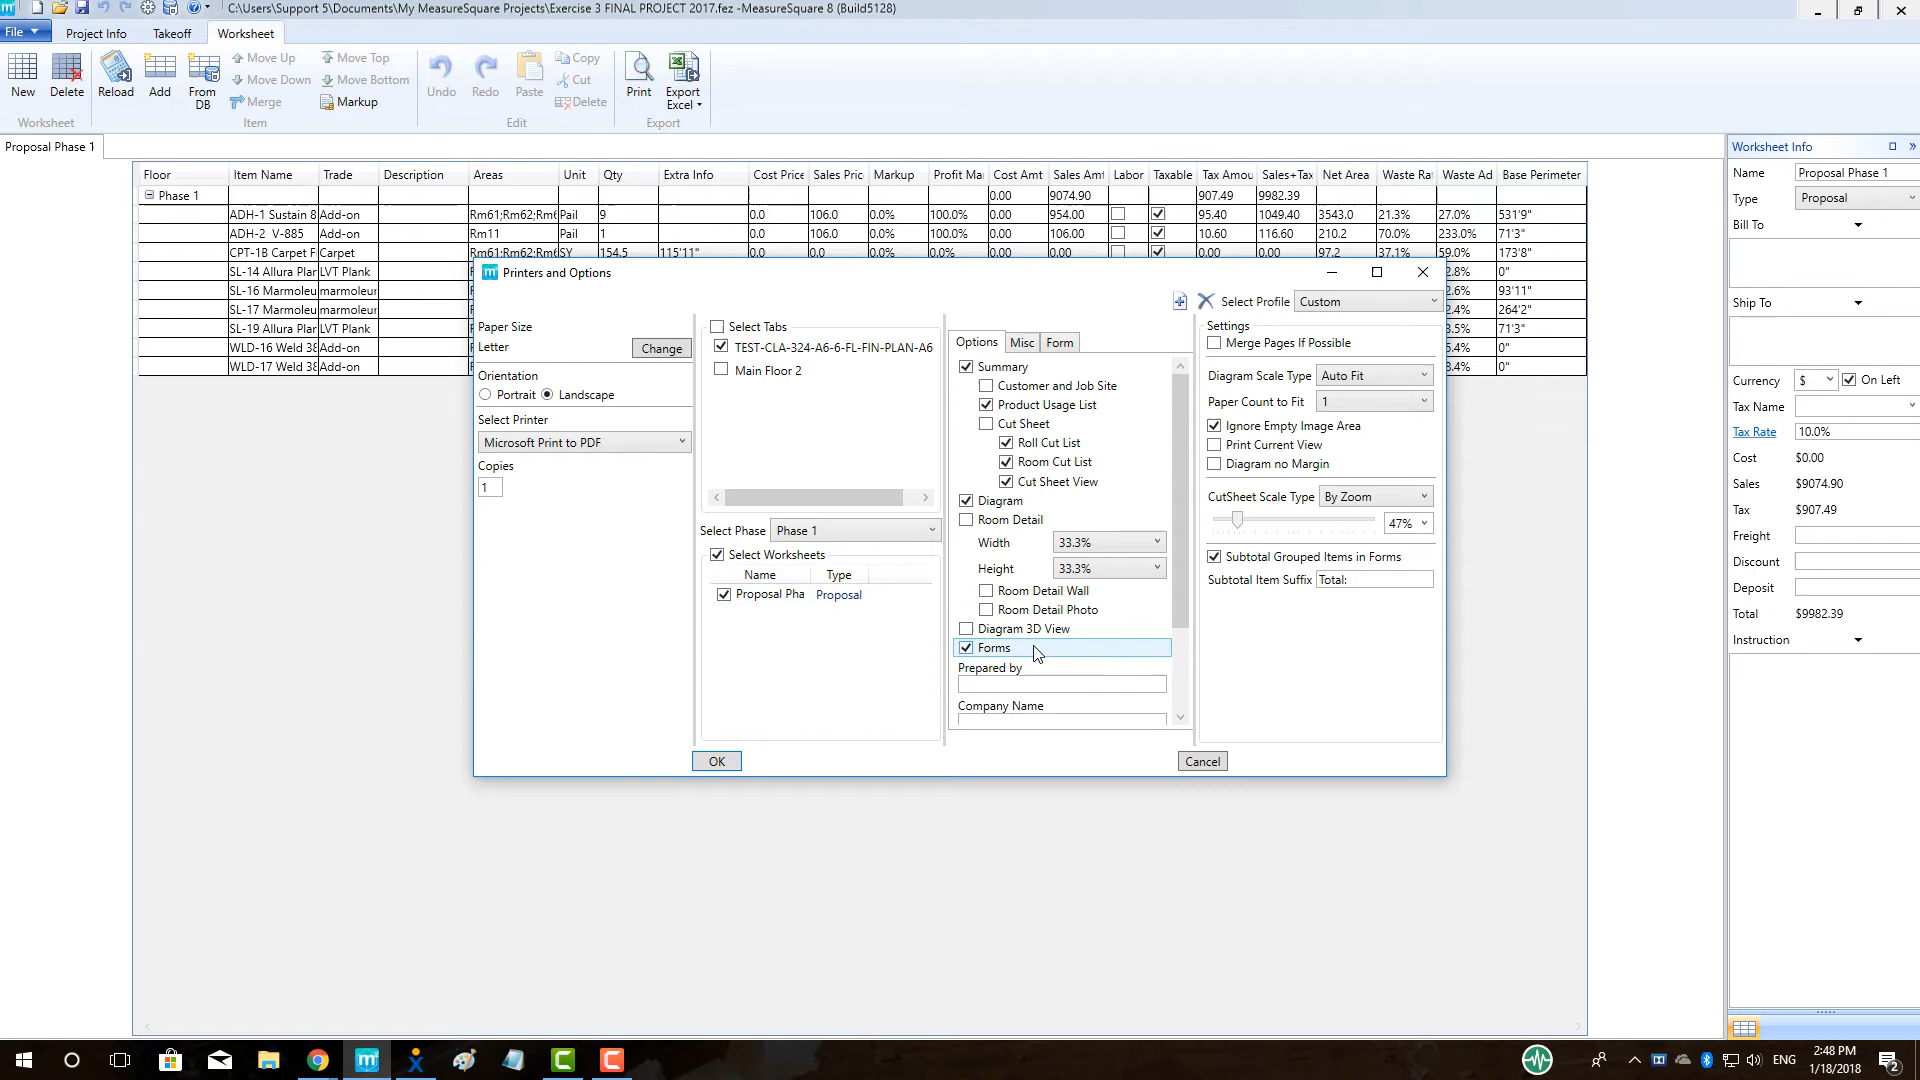 C:\Users\Support 5\Documents\My MeasureSquare Projects\Exercise 3 FINAL PROJECT 2017.fez -MeasureSquare 8 (Build5128)
File Project Info Takeoff Worksheet
New Delete Reload Add From DB Move Up Move Down Merge Move Top Move Bottom Markup Undo Redo Paste Copy Cut Delete Print Export Excel
Worksheet Item Edit Export
Proposal Phase 1
Floor Item Name Trade Description Areas Unit Qty Extra Info Cost Price Sales Pric Markup Profit Ma Cost Amt Sales Amt Labor Taxable Tax Amou Sales+Tax Net Area Waste Ra Waste Ad Base Perimeter
Phase 1 0.00 9074.90 907.49 9982.39
ADH-1 Sustain 8 Add-on Rm61;Rm62;Rm6 Pail 9 0.0 106.0 0.0% 100.0% 0.00 954.00 95.40 1049.40 3543.0 21.3% 27.0% 531'9"
ADH-2 V-885 Add-on Rm11 Pail 1 0.0 106.0 0.0% 100.0% 0.00 106.00 10.60 116.60 210.2 70.0% 233.0% 71'3"
CPT-1B Carpet F Carpet Rm61;Rm62;Rm6 SY 154.5 115'11" 0.0 0.0 0.0% 0.0% 0.00 0.00 0.00 0.00 97.2 37.1% 59.0% 173'8"
SL-14 Allura Plar LVT Plank 2.8% 0"
SL-16 Marmoleu marmoleur 2.6% 93'11"
SL-17 Marmoleu marmoleur 2.4% 264'2"
SL-19 Allura Plar LVT Plank 3.5% 71'3"
WLD-16 Weld 38 Add-on 5.4% 0"
WLD-17 Weld 38 Add-on 3.4% 0"
Printers and Options
Select Profile Custom
Paper Size
Letter Change
Orientation
Portrait Landscape
Select Printer
Microsoft Print to PDF
Copies
1
Select Tabs
TEST-CLA-324-A6-6-FL-FIN-PLAN-A6
Main Floor 2
Select Phase Phase 1
Select Worksheets
Name Type
Proposal Pha Proposal
Options Misc Form
Summary
Customer and Job Site
Product Usage List
Cut Sheet
Roll Cut List
Room Cut List
Cut Sheet View
Diagram
Room Detail
Width 33.3%
Height 33.3%
Room Detail Wall
Room Detail Photo
Diagram 3D View
Forms
Prepared by
Company Name
Settings
Merge Pages If Possible
Diagram Scale Type Auto Fit
Paper Count to Fit 1
Ignore Empty Image Area
Print Current View
Diagram no Margin
CutSheet Scale Type By Zoom
47%
Subtotal Grouped Items in Forms
Subtotal Item Suffix Total:
OK Cancel
Worksheet Info
Name Proposal Phase 1
Type Proposal
Bill To
Ship To
Currency $ On Left
Tax Name
Tax Rate 10.0%
Cost $0.00
Sales $9074.90
Tax $907.49
Freight
Discount
Deposit
Total $9982.39
Instruction
ENG 2:48 PM
1/18/2018
2